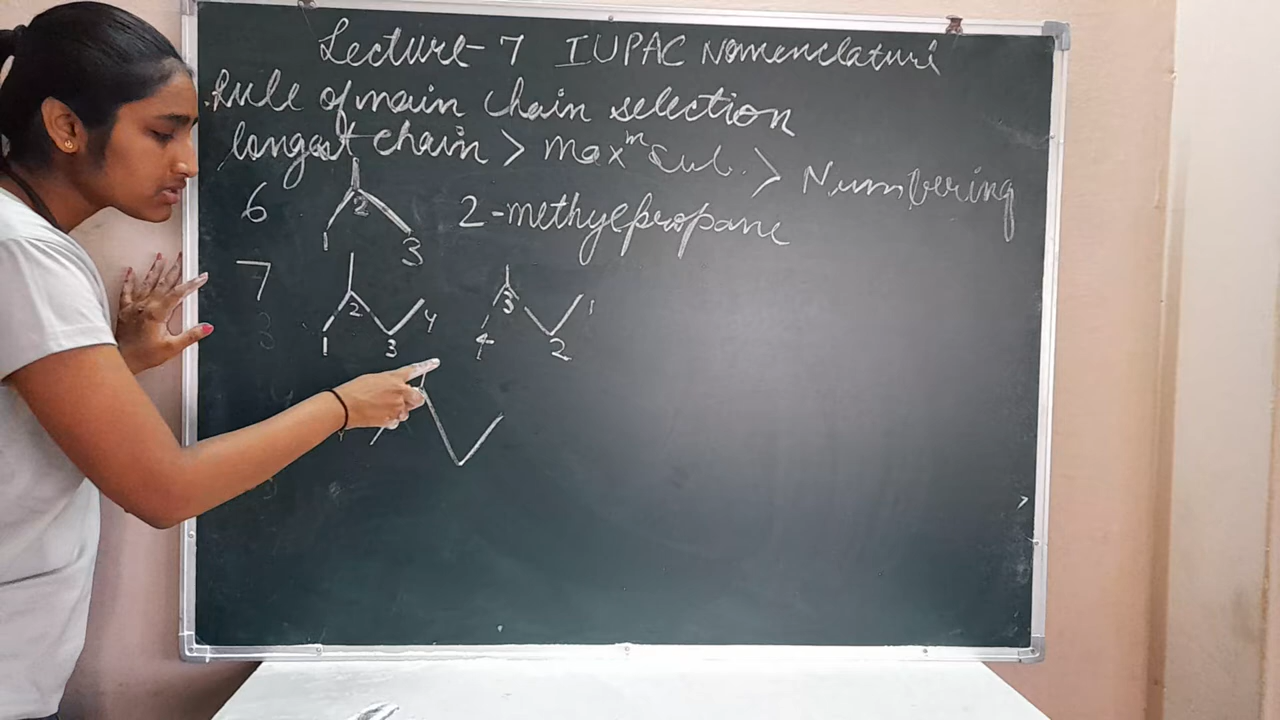 Lecture-7 IUPAC Nomenclature
Rule of main chain selection
longest chain > maxᵐ sub. > Numbering
6 1 2 3 2-methylpropane
7 1 2 3 4 4 3 2 1